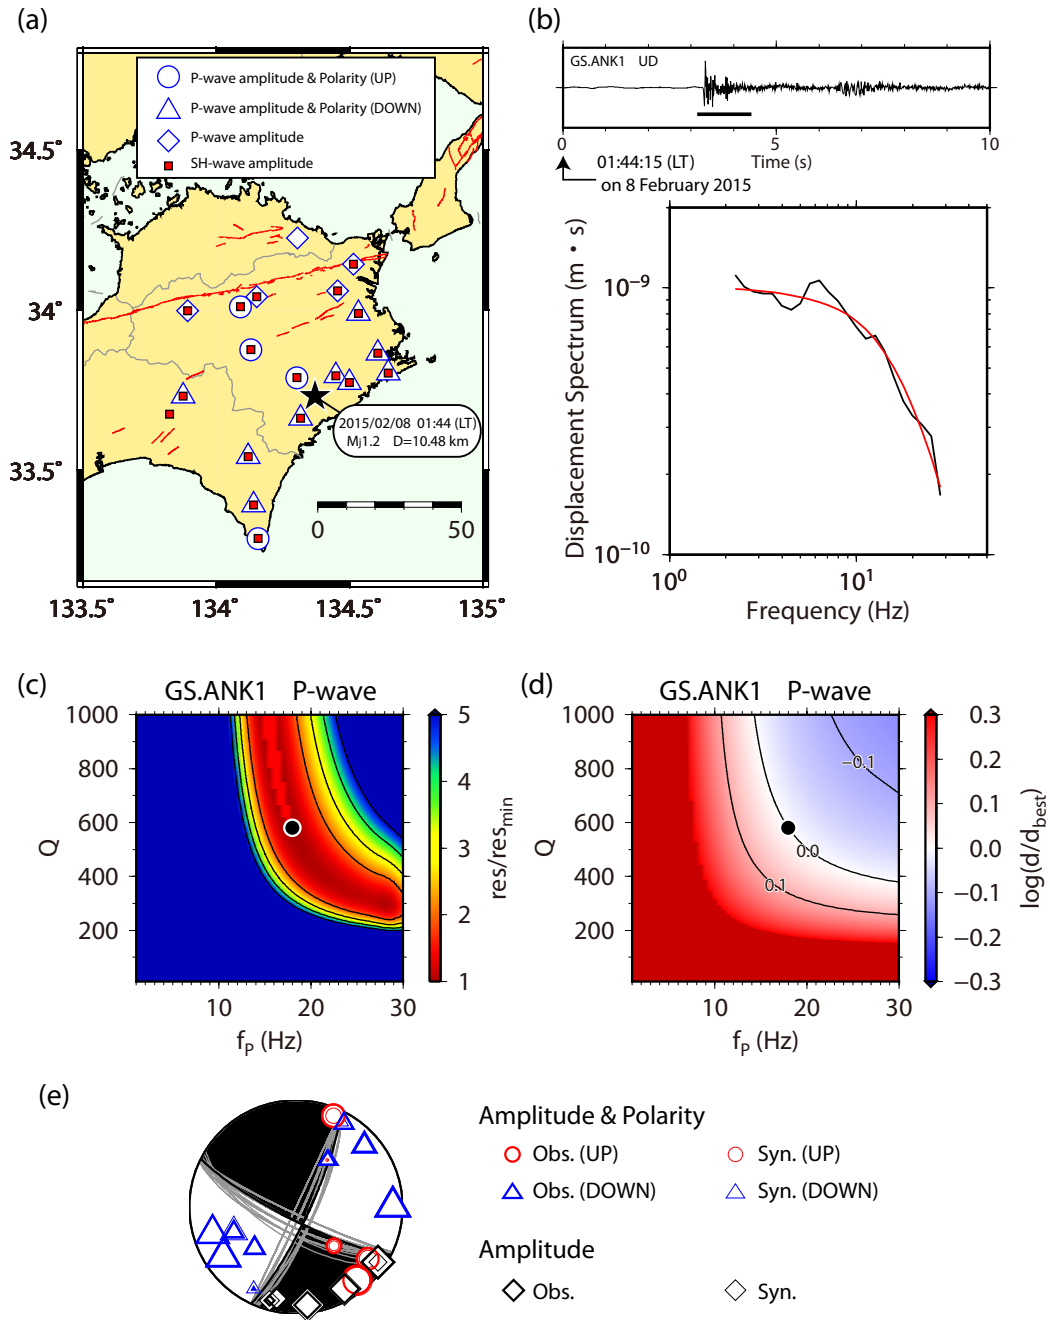 (a)
P-wave amplitude & Polarity (UP)
P-wave amplitude & Polarity (DOWN)
P-wave amplitude
SH-wave amplitude
34.5°
34°
33.5°
2015/02/08 01:44 (LT)
Mj1.2 D=10.48 km
0
50
133.5°
134°
134.5°
135°
(b)
GS.ANK1 UD
0
5
10
Time (s)
01:44:15 (LT)
on 8 February 2015
Displacement Spectrum (m・s)
10⁻⁹
10⁻¹⁰
10⁰
10¹
Frequency (Hz)
(c)
GS.ANK1 P-wave
1000
800
600
400
200
Q
10
20
30
fP (Hz)
5
4
3
2
1
res/resmin
(d)
GS.ANK1 P-wave
1000
800
600
400
200
Q
−0.1
0.0
0.1
10
20
30
fP (Hz)
0.3
0.2
0.1
0.0
−0.1
−0.2
−0.3
log(d/dbest)
(e)
Amplitude & Polarity
Obs. (UP)
Syn. (UP)
Obs. (DOWN)
Syn. (DOWN)
Amplitude
Obs.
Syn.